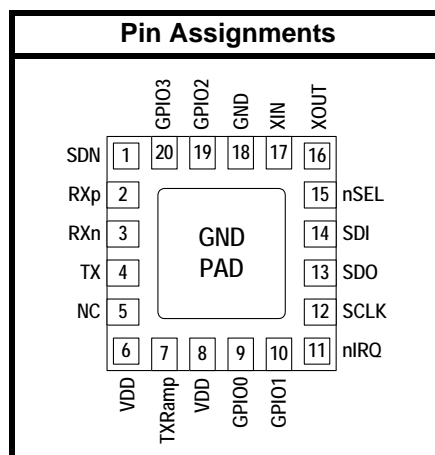 Pin Assignments
GPIO3
GPIO2
GND
XIN
XOUT
SDN 1 20 19 18 17 16
RXp 2 15 nSEL
RXn 3 GND 14 SDI
TX 4 PAD 13 SDO
NC 5 12 SCLK
6 7 8 9 10 11 nIRQ
VDD
TXRamp
VDD
GPIO0
GPIO1